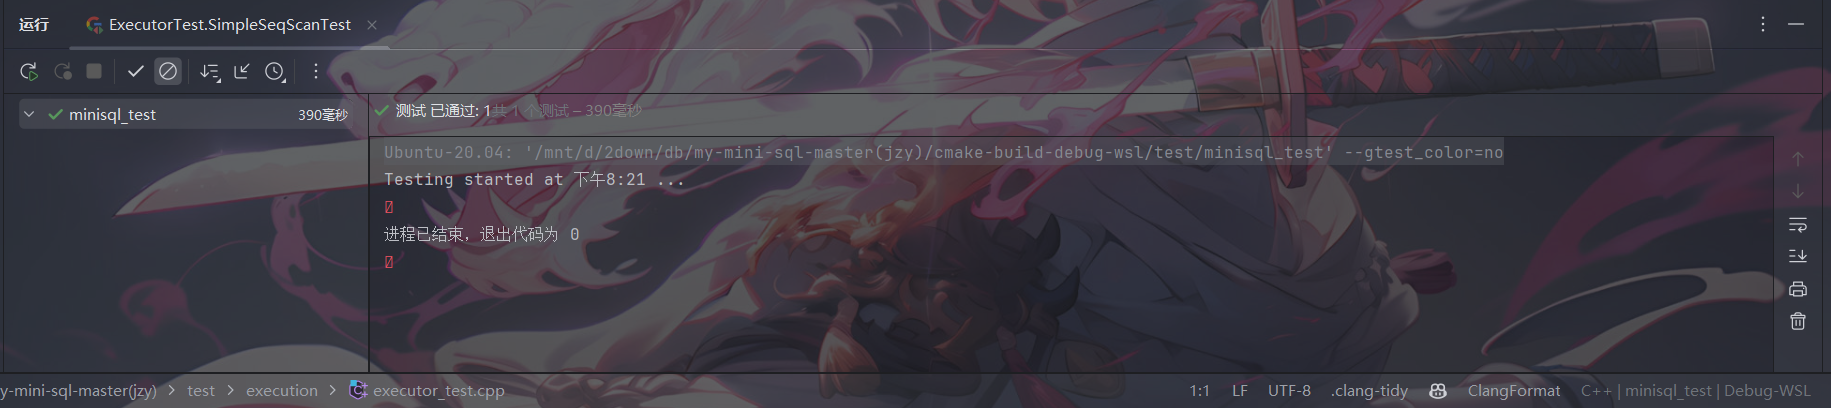 运行 ExecutorTest.SimpleSeqScanTest
minisql_test 390毫秒
测试 已通过: 1共 1 个测试 – 390毫秒
Ubuntu-20.04: '/mnt/d/2down/db/my-mini-sql-master(jzy)/cmake-build-debug-wsl/test/minisql_test' --gtest_color=no
Testing started at 下午8:21 ...
进程已结束，退出代码为 0
y-mini-sql-master(jzy) test execution executor_test.cpp 1:1 LF UTF-8 .clang-tidy ClangFormat C++ | minisql_test | Debug-WSL